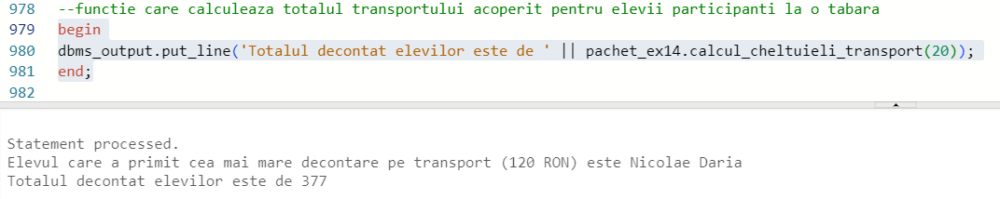 978 --functie care calculeaza totalul transportului acoperit pentru elevii participanti la o tabara
979 begin
980 dbms_output.put_line('Totalul decontat elevilor este de ' || pachet_ex14.calcul_cheltuieli_transport(20));
981 end;
982
Statement processed.
Elevul care a primit cea mai mare decontare pe transport (120 RON) este Nicolae Daria
Totalul decontat elevilor este de 377